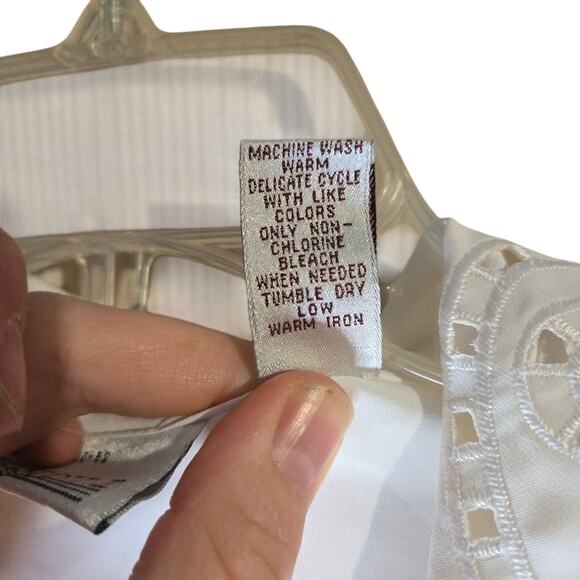 MACHINE WASH
WARM
DELICATE CYCLE
WITH LIKE
COLORS
ONLY NON-
CHLORINE
BLEACH
WHEN NEEDED
TUMBLE DRY
LOW
WARM IRON